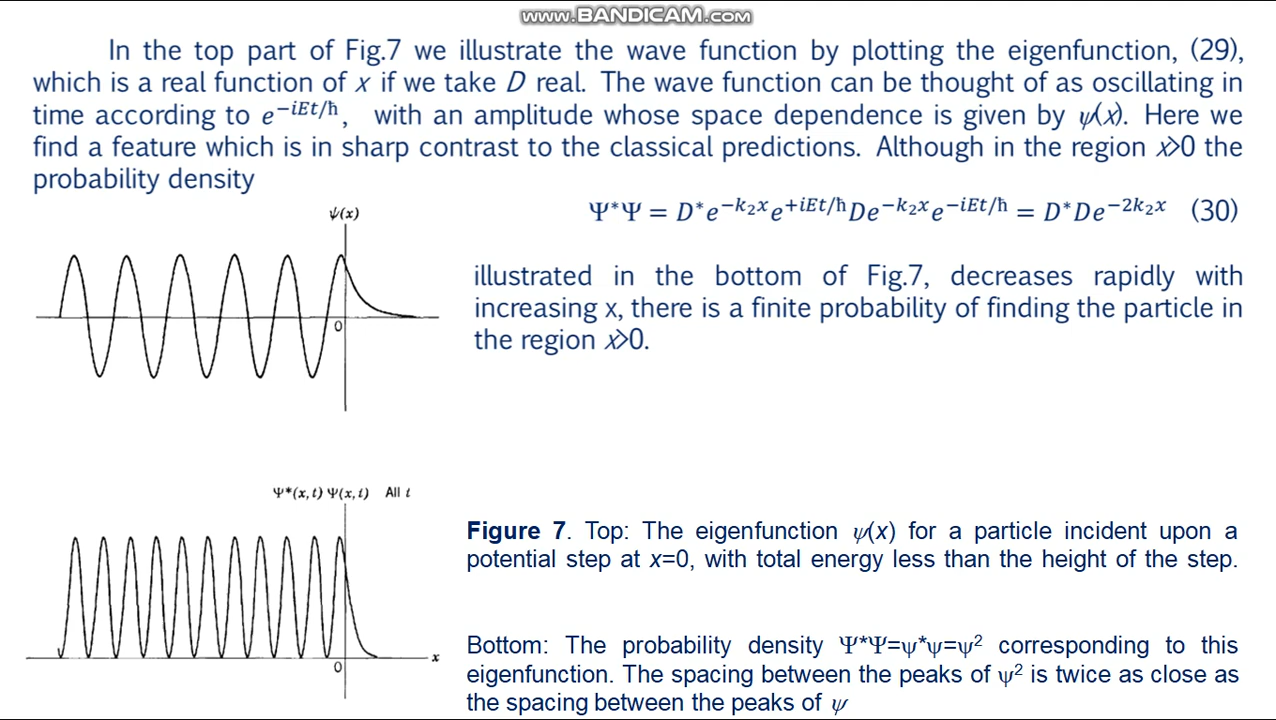 www.BANDICAM.com
In the top part of Fig.7 we illustrate the wave function by plotting the eigenfunction, (29),
which is a real function of x if we take D real. The wave function can be thought of as oscillating in
time according to e^{−iEt/ħ}, with an amplitude whose space dependence is given by ψ(x). Here we
find a feature which is in sharp contrast to the classical predictions. Although in the region x>0 the
probability density
Ψ*Ψ = D*e^{−k₂x}e^{+iEt/ħ}De^{−k₂x}e^{−iEt/ħ} = D*De^{−2k₂x} (30)
ψ(x)
0
illustrated in the bottom of Fig.7, decreases rapidly with
increasing x, there is a finite probability of finding the particle in
the region x>0.
Ψ*(x,t) Ψ(x,t) All t
0
x
Figure 7. Top: The eigenfunction ψ(x) for a particle incident upon a
potential step at x=0, with total energy less than the height of the step.
Bottom: The probability density Ψ*Ψ=ψ*ψ=ψ² corresponding to this
eigenfunction. The spacing between the peaks of ψ² is twice as close as
the spacing between the peaks of ψ